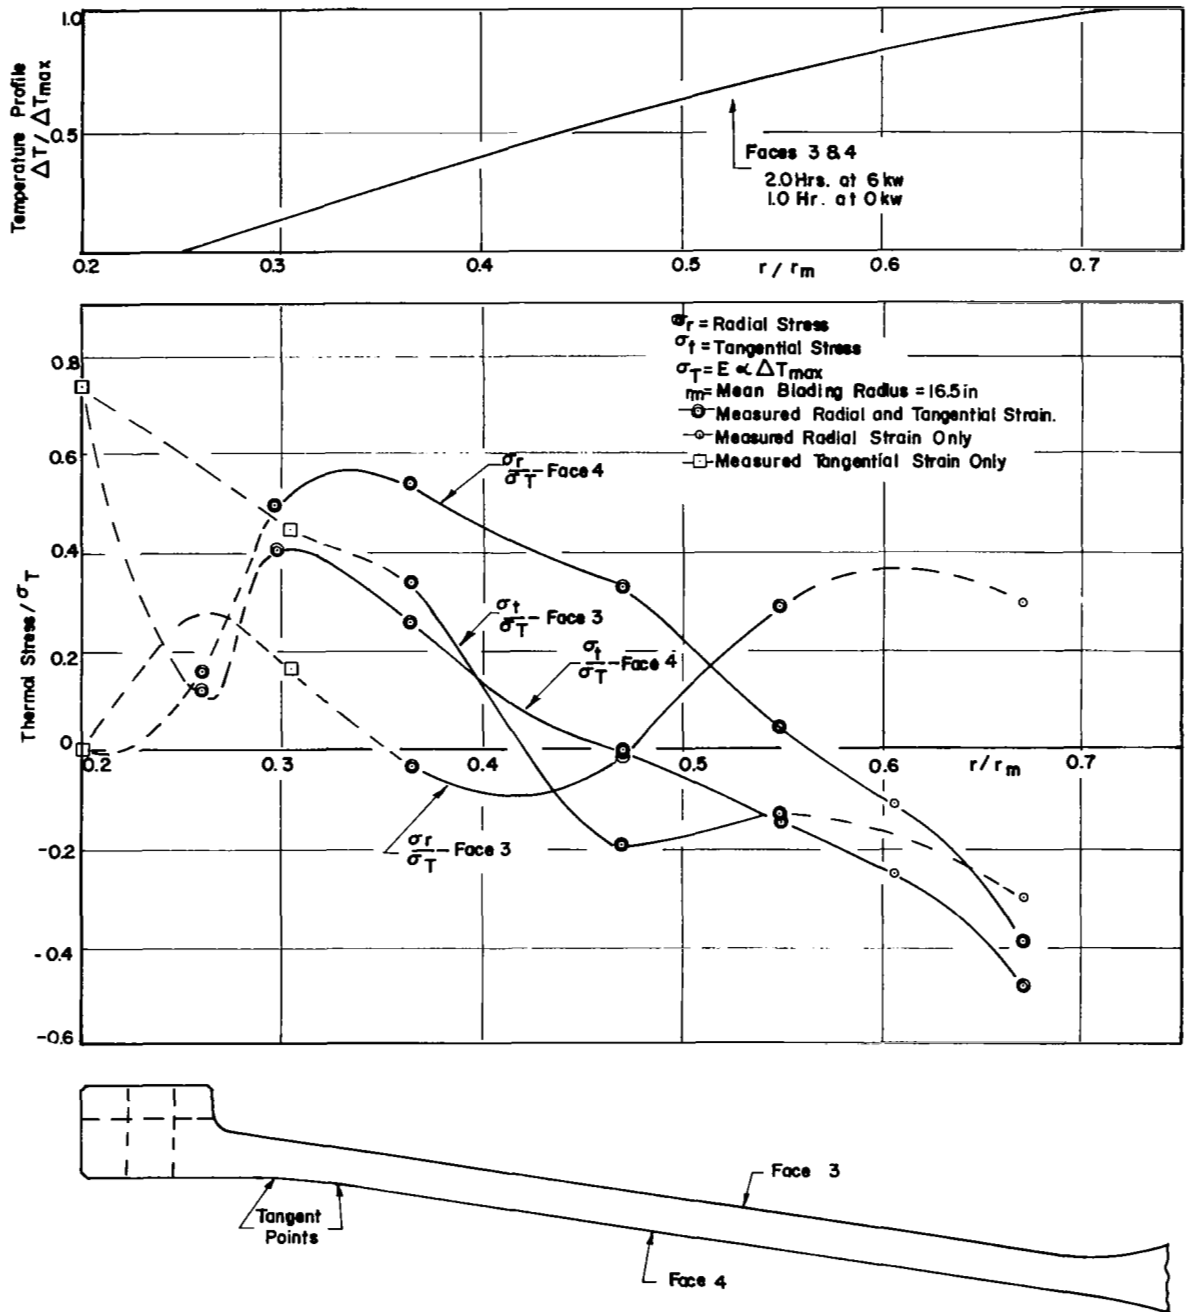 Temperature Profile
ΔT / ΔTmax
1.0
0.5
Faces 3 & 4
2.0 Hrs. at 6 kw
1.0 Hr. at 0 kw
0.2 0.3 0.4 0.5 r/rm 0.6 0.7
σr = Radial Stress
σt = Tangential Stress
σT = E ∝ ΔTmax
rm = Mean Blading Radius = 16.5 in
Measured Radial and Tangential Strain.
Measured Radial Strain Only
Measured Tangential Strain Only
Thermal Stress / σT
0.8
0.6
0.4
0.2
0
-0.2
-0.4
-0.6
σr/σT - Face 4
σt/σT - Face 3
σt/σT - Face 4
σr/σT - Face 3
0.2 0.3 0.4 0.5 0.6 r/rm 0.7
Face 3
Tangent
Points
Face 4